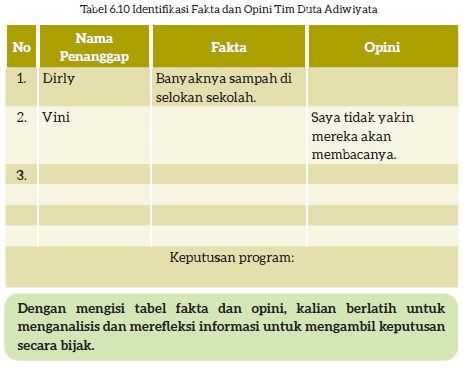 Tabel 6.10 Identifikasi Fakta dan Opini Tim Duta Adiwiyata
No Nama Penanggap Fakta Opini
1. Dirly Banyaknya sampah di selokan sekolah.
2. Vini Saya tidak yakin mereka akan membacanya.
3.
Keputusan program:
Dengan mengisi tabel fakta dan opini, kalian berlatih untuk
menganalisis dan merefleksi informasi untuk mengambil keputusan
secara bijak.